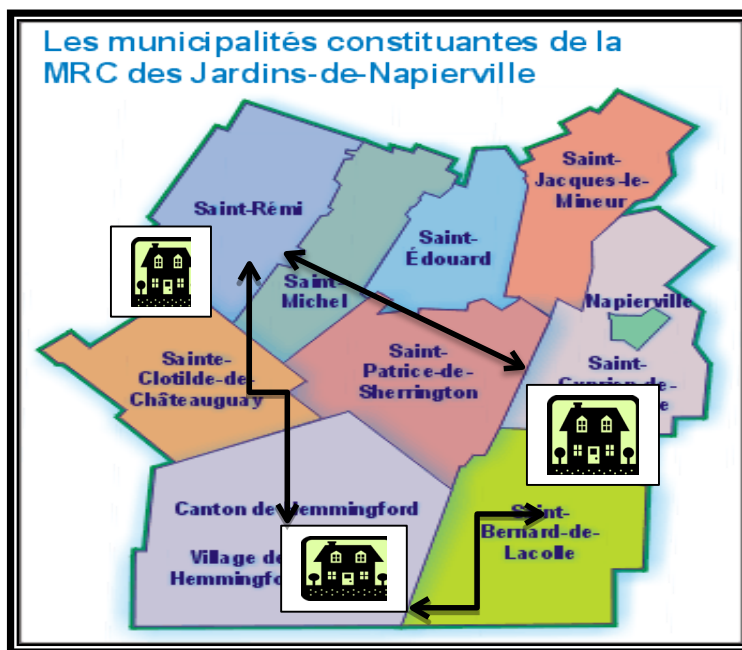 Les municipalités constituantes de la
MRC des Jardins-de-Napierville
Saint-
Jacques-le-
Mineur
Saint-Rémi
Saint-
Édouard
Saint-
Michel
Napierville
Sainte-
Clotilde-de-
Châteauguay
Saint-
Patrice-de-
Sherrington
Saint-
Canton de Hemmingford
Village de
Saint-
Bernard-de-
Lacolle